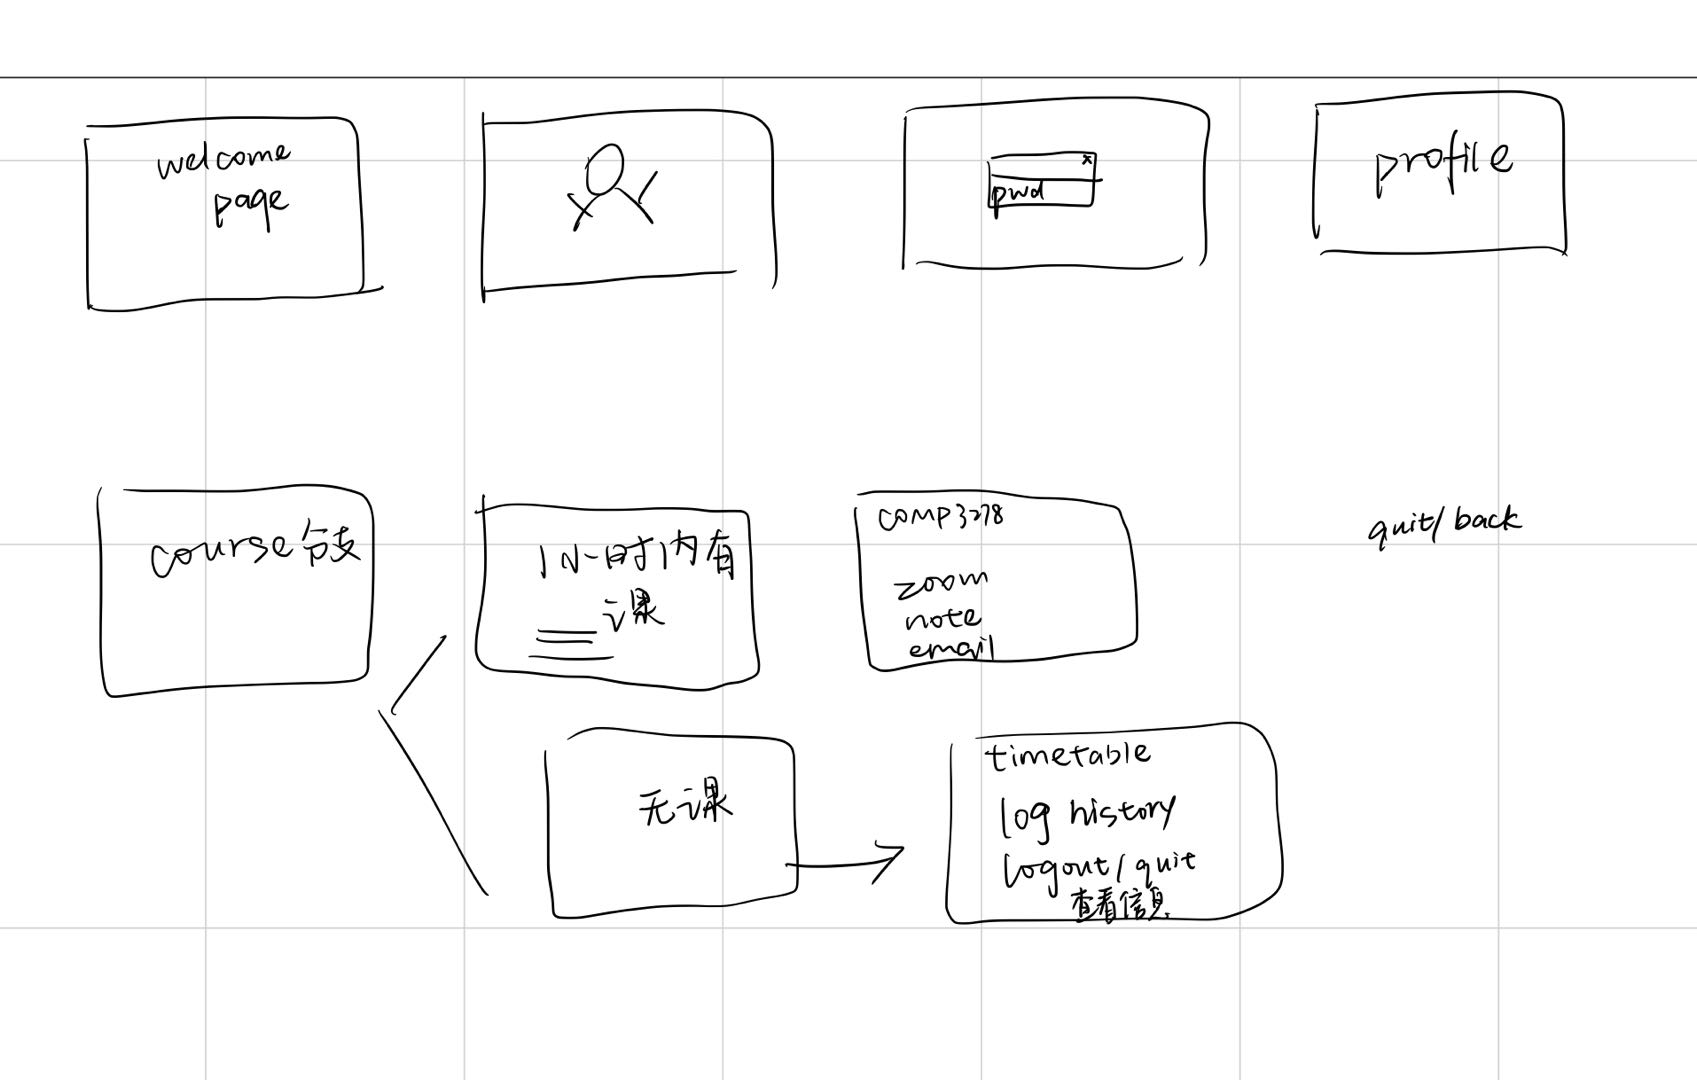 welcome
page
x
pwd
profile
course分支
1小时内有
课
COMP3278
zoom
note
email
quit/back
无课
timetable
log history
logout/quit
查看信息